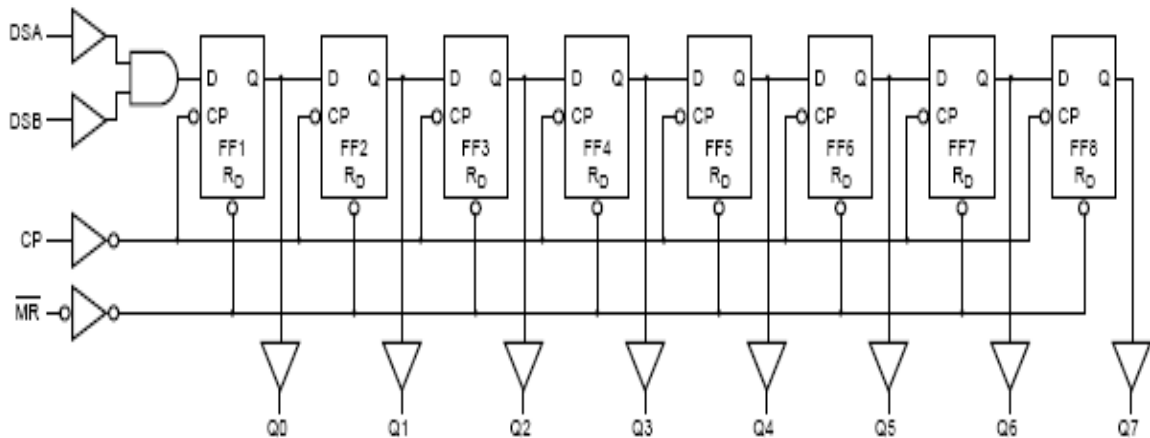 DSA
DSB
D Q D Q D Q D Q D Q D Q D Q D Q
CP CP CP CP CP CP CP CP
FF1 FF2 FF3 FF4 FF5 FF6 FF7 FF8
RD RD RD RD RD RD RD RD
CP
MR
Q0 Q1 Q2 Q3 Q4 Q5 Q6 Q7